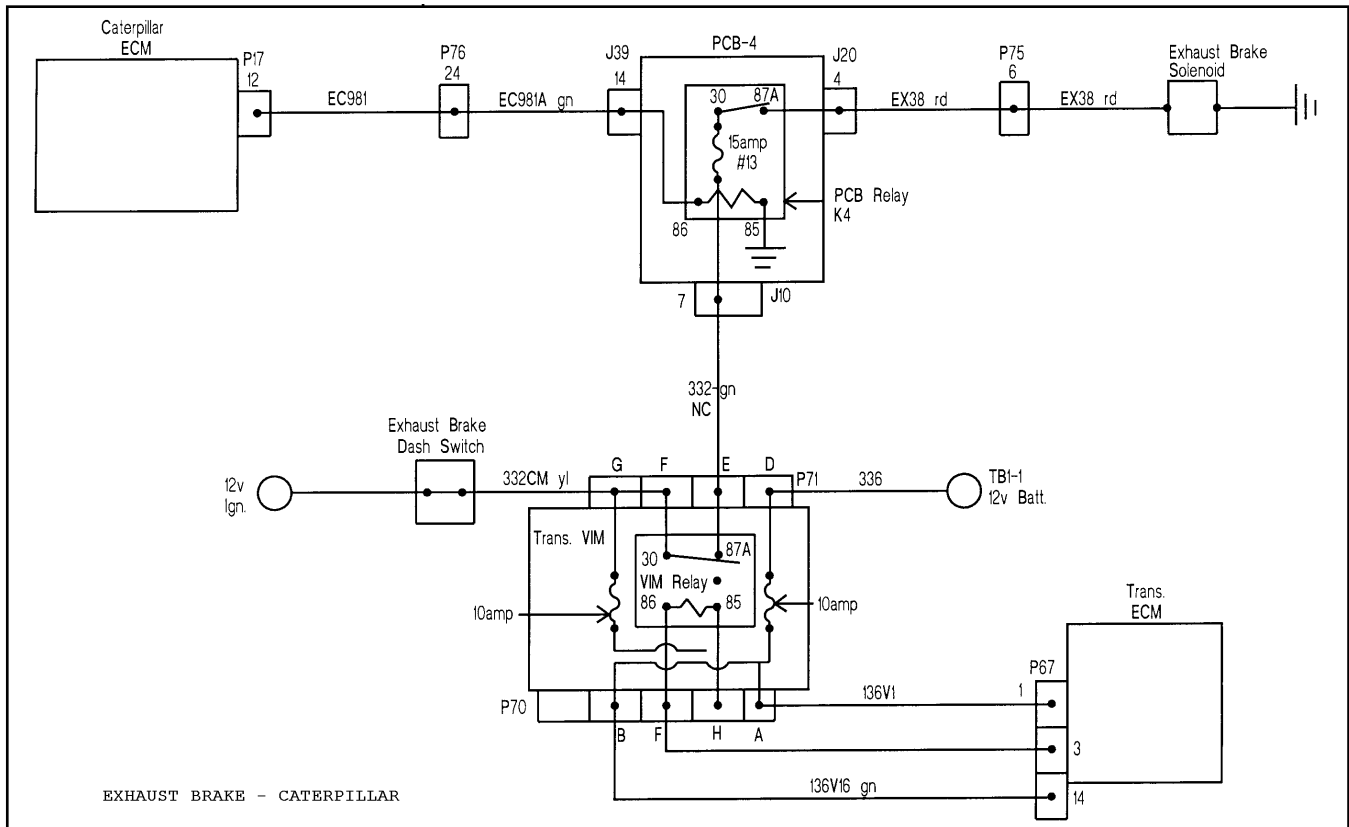 Caterpillar
ECM
P17
12
EC981
P76
24
EC981A gn
J39
14
PCB-4
30
87A
15amp
#13
86
85
PCB Relay
K4
J20
4
EX38 rd
P75
6
EX38 rd
Exhaust Brake
Solenoid
7
J10
332-gn
NC
Exhaust Brake
Dash Switch
12v
Ign.
332CM yl
G
F
E
D
P71
336
TB1-1
12v Batt.
Trans. VIM
30
87A
VIM Relay
86
85
10amp
10amp
P70
B
F
H
A
136V1
136V16 gn
Trans.
ECM
P67
1
3
14
EXHAUST BRAKE - CATERPILLAR